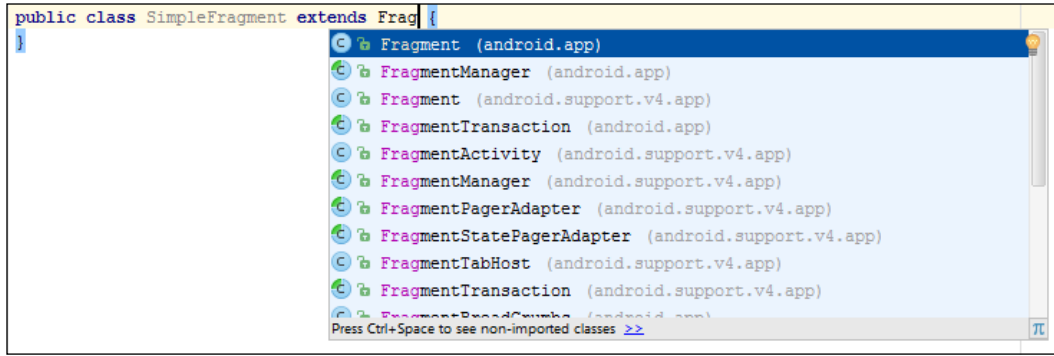 public class SimpleFragment extends Frag {
}
Fragment (android.app)
FragmentManager (android.app)
Fragment (android.support.v4.app)
FragmentTransaction (android.app)
FragmentActivity (android.support.v4.app)
FragmentManager (android.support.v4.app)
FragmentPagerAdapter (android.support.v4.app)
FragmentStatePagerAdapter (android.support.v4.app)
FragmentTabHost (android.support.v4.app)
FragmentTransaction (android.support.v4.app)
FragmentBreadCrumbs (android.app)
Press Ctrl+Space to see non-imported classes >>
π